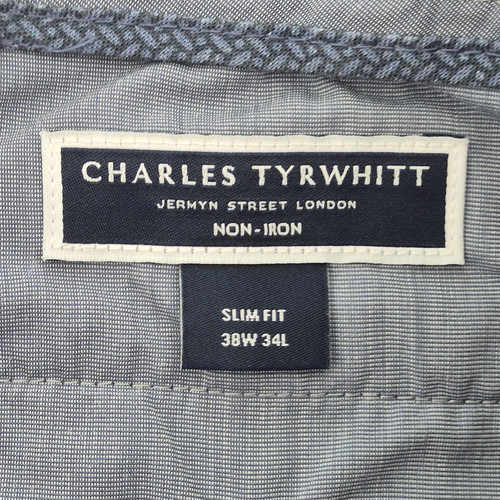 CHARLES TYRWHITT
JERMYN STREET LONDON
NON-IRON
SLIM FIT
38W 34L